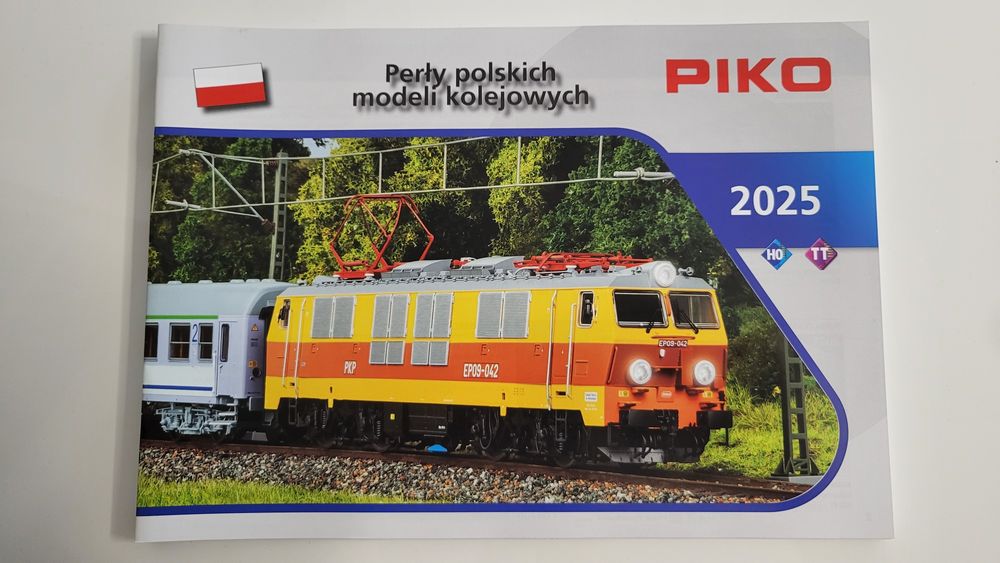 Perły polskich
modeli kolejowych
PIKO
2025
H0
TT
2
PKP
EP09-042
EP09-042